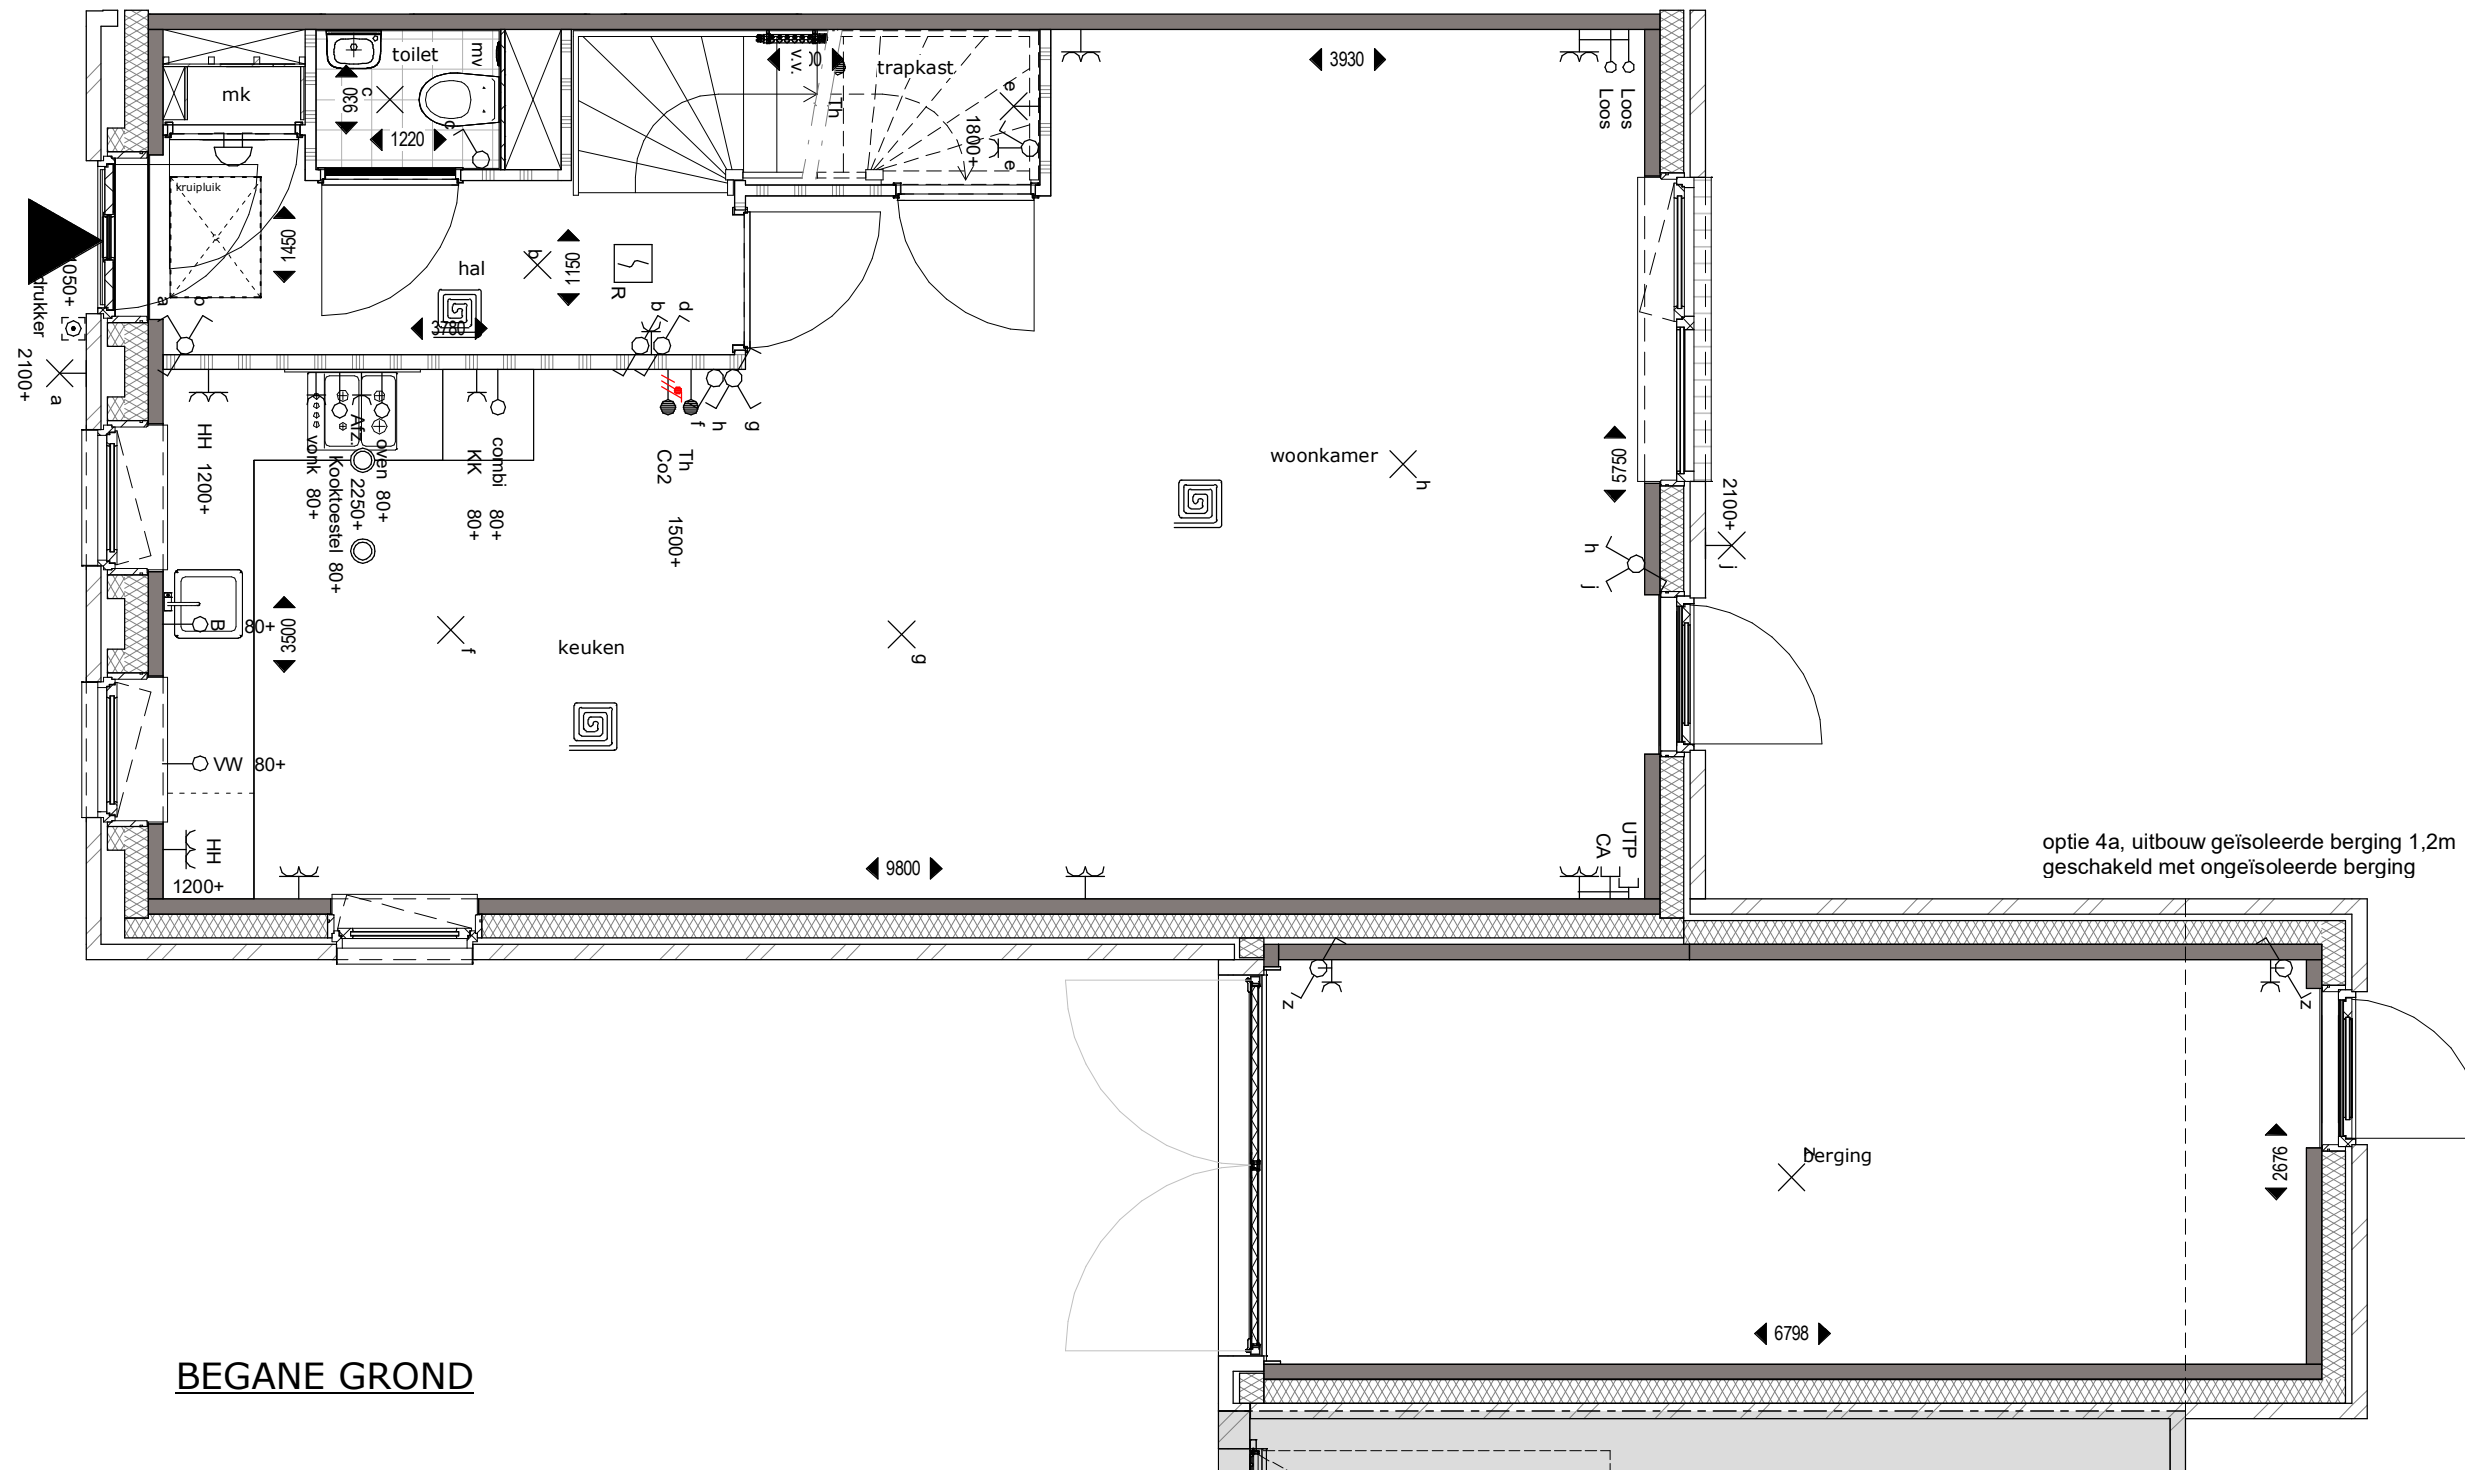 toilet
mv
v.v.
trapkast
3930
mk
930
c
1220
c
Th
e
1800+
e
Loos
Loos
kruipluik
1450
hal
b
1150
R
3780
a
b
b
d
050+
drukker
2100+
a
HH 1200+
vonk 80+
Kooktoestel 80+
Afz. 2250+
oven 80+
KK 80+
combi 80+
f
h
g
Th
Co2
1500+
woonkamer
h
5750
2100+
j
h
j
B 80+
3500
f
keuken
g
VW 80+
HH
1200+
9800
CA
UTP
optie 4a, uitbouw geïsoleerde berging 1,2m
geschakeld met ongeïsoleerde berging
z
z
z
berging
2676
6798
BEGANE GROND